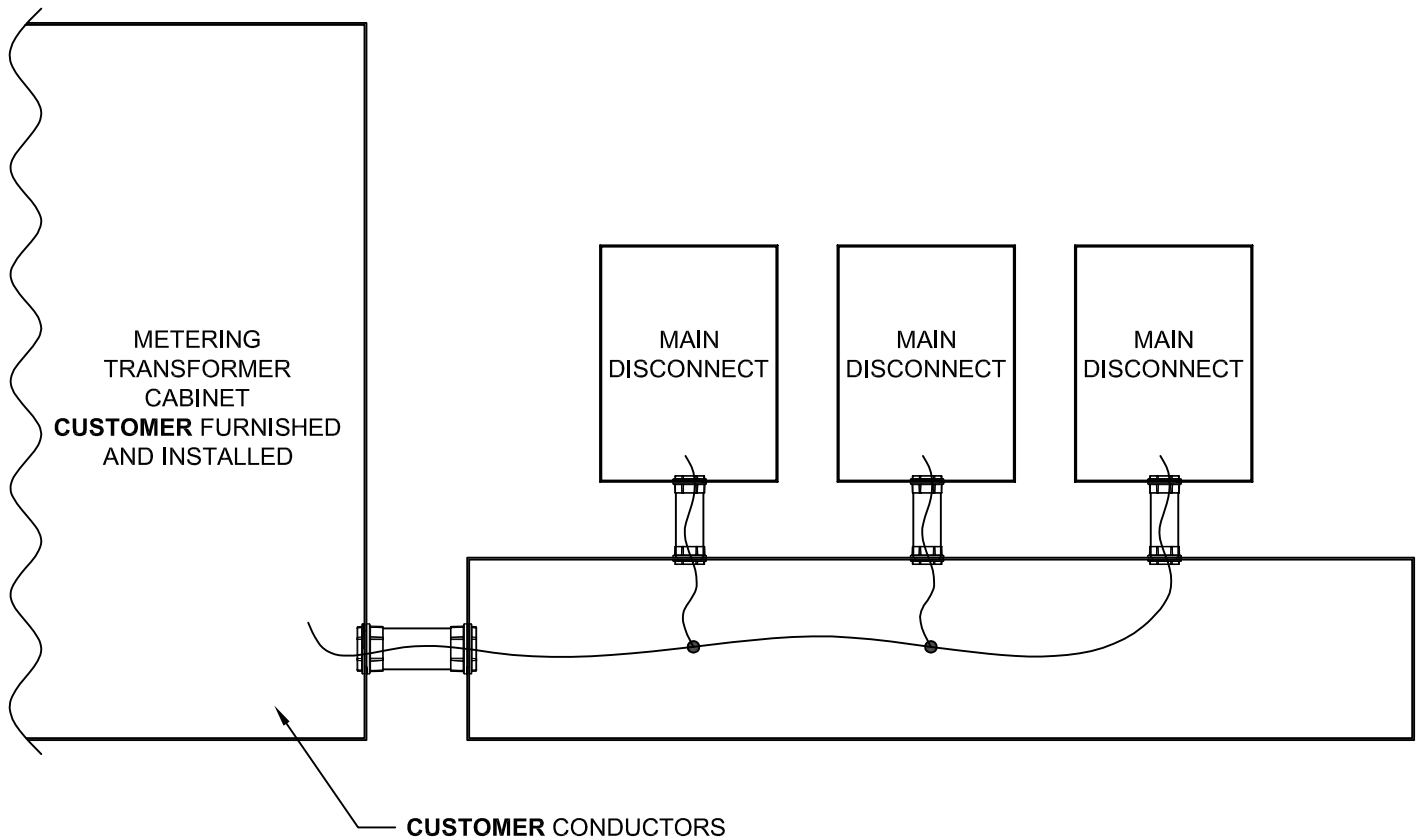 METERING
TRANSFORMER
CABINET
CUSTOMER FURNISHED
AND INSTALLED
MAIN
DISCONNECT
MAIN
DISCONNECT
MAIN
DISCONNECT
CUSTOMER CONDUCTORS